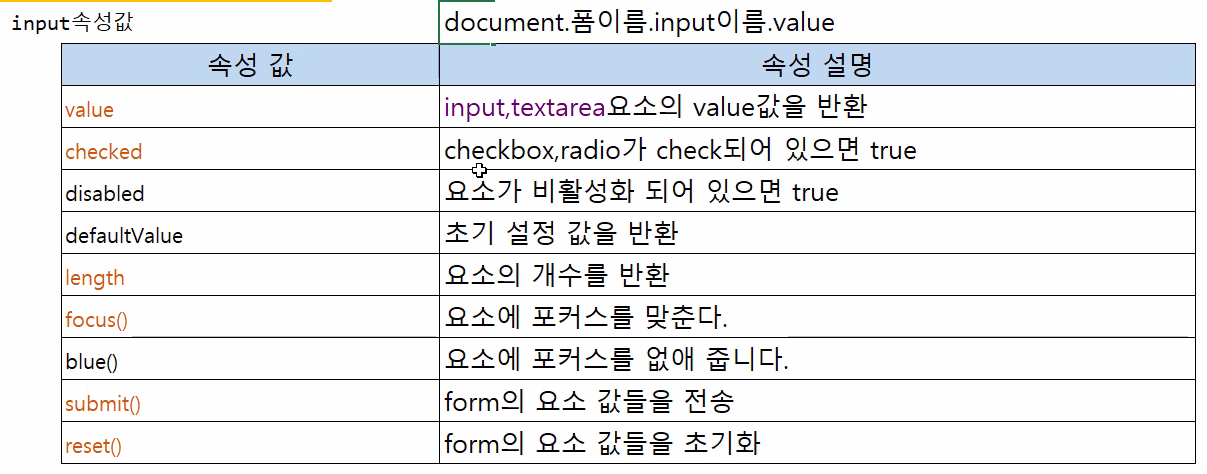 input속성값 document.폼이름.input이름.value
속성 값 속성 설명
value input,textarea요소의 value값을 반환
checked checkbox,radio가 check되어 있으면 true
disabled 요소가 비활성화 되어 있으면 true
defaultValue 초기 설정 값을 반환
length 요소의 개수를 반환
focus() 요소에 포커스를 맞춘다.
blue() 요소에 포커스를 없애 줍니다.
submit() form의 요소 값들을 전송
reset() form의 요소 값들을 초기화